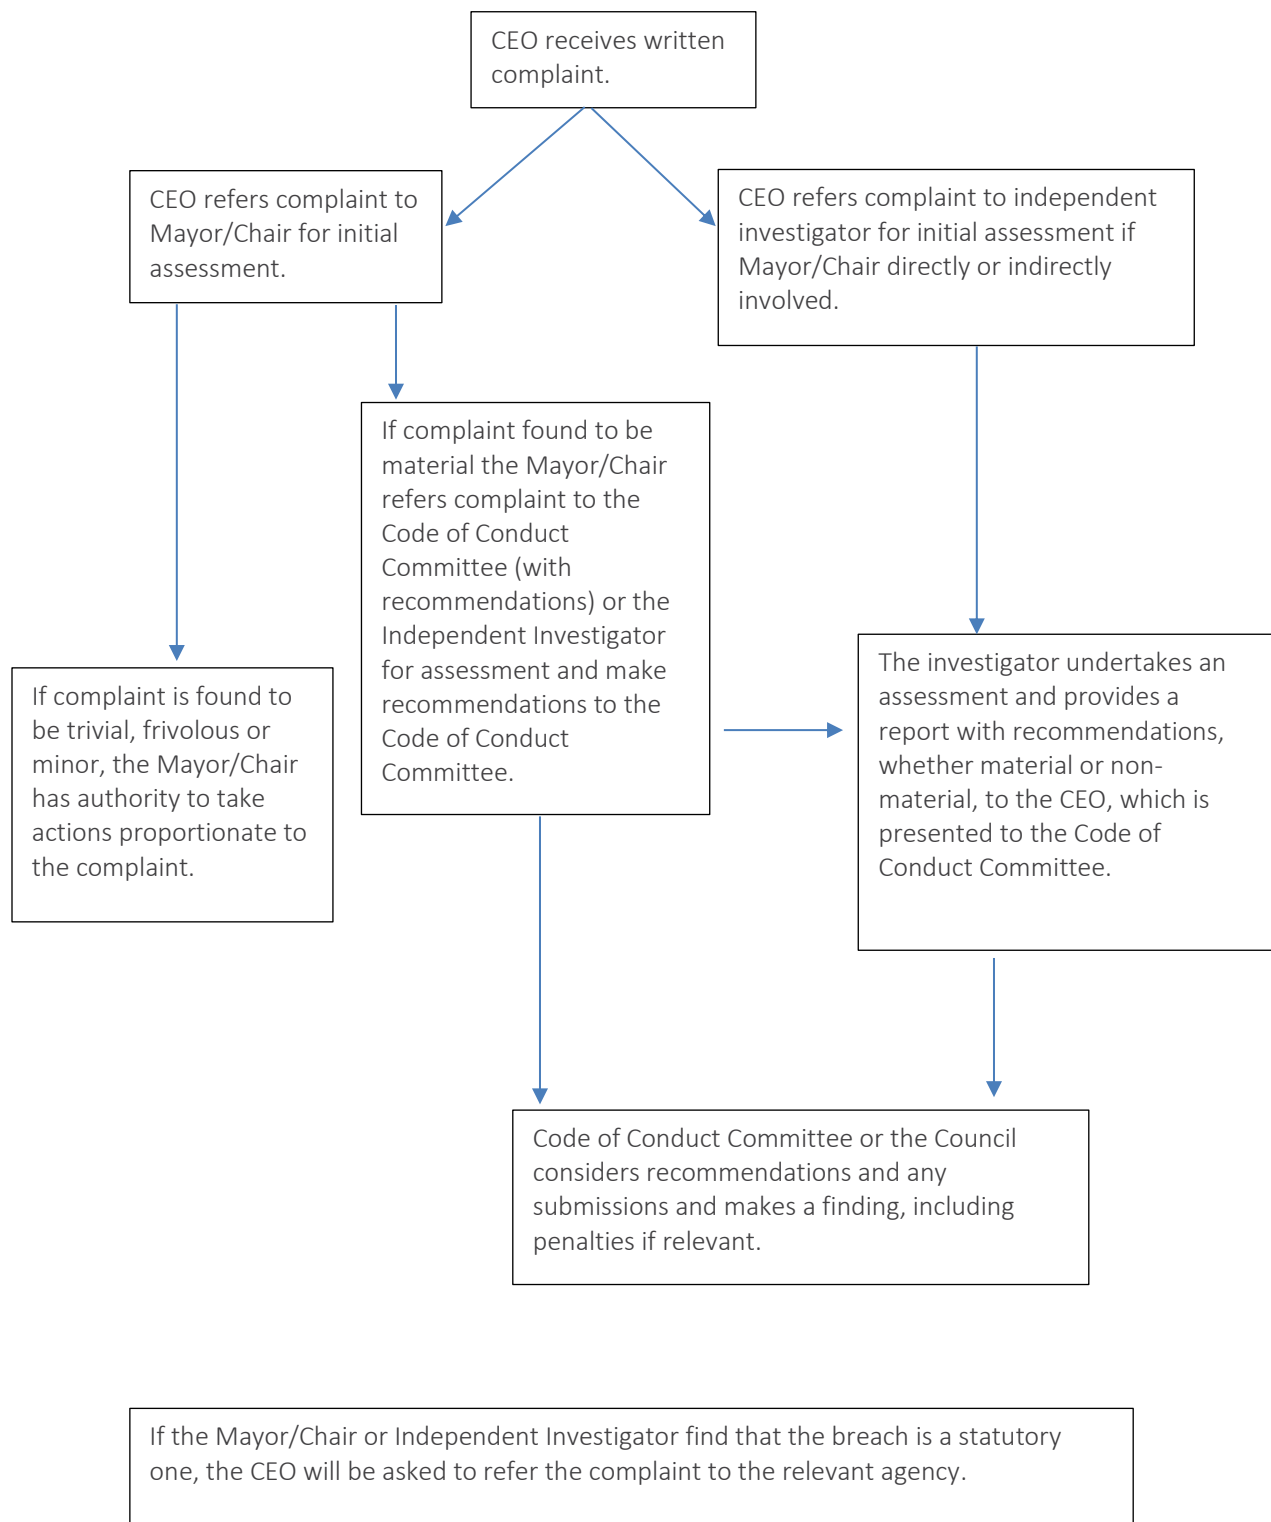 CEO receives written
complaint.
CEO refers complaint to
Mayor/Chair for initial
assessment.
CEO refers complaint to independent
investigator for initial assessment if
Mayor/Chair directly or indirectly
involved.
If complaint found to be
material the Mayor/Chair
refers complaint to the
Code of Conduct
Committee (with
recommendations) or the
Independent Investigator
for assessment and make
recommendations to the
Code of Conduct
Committee.
If complaint is found to
be trivial, frivolous or
minor, the Mayor/Chair
has authority to take
actions proportionate to
the complaint.
The investigator undertakes an
assessment and provides a
report with recommendations,
whether material or non-
material, to the CEO, which is
presented to the Code of
Conduct Committee.
Code of Conduct Committee or the Council
considers recommendations and any
submissions and makes a finding, including
penalties if relevant.
If the Mayor/Chair or Independent Investigator find that the breach is a statutory
one, the CEO will be asked to refer the complaint to the relevant agency.